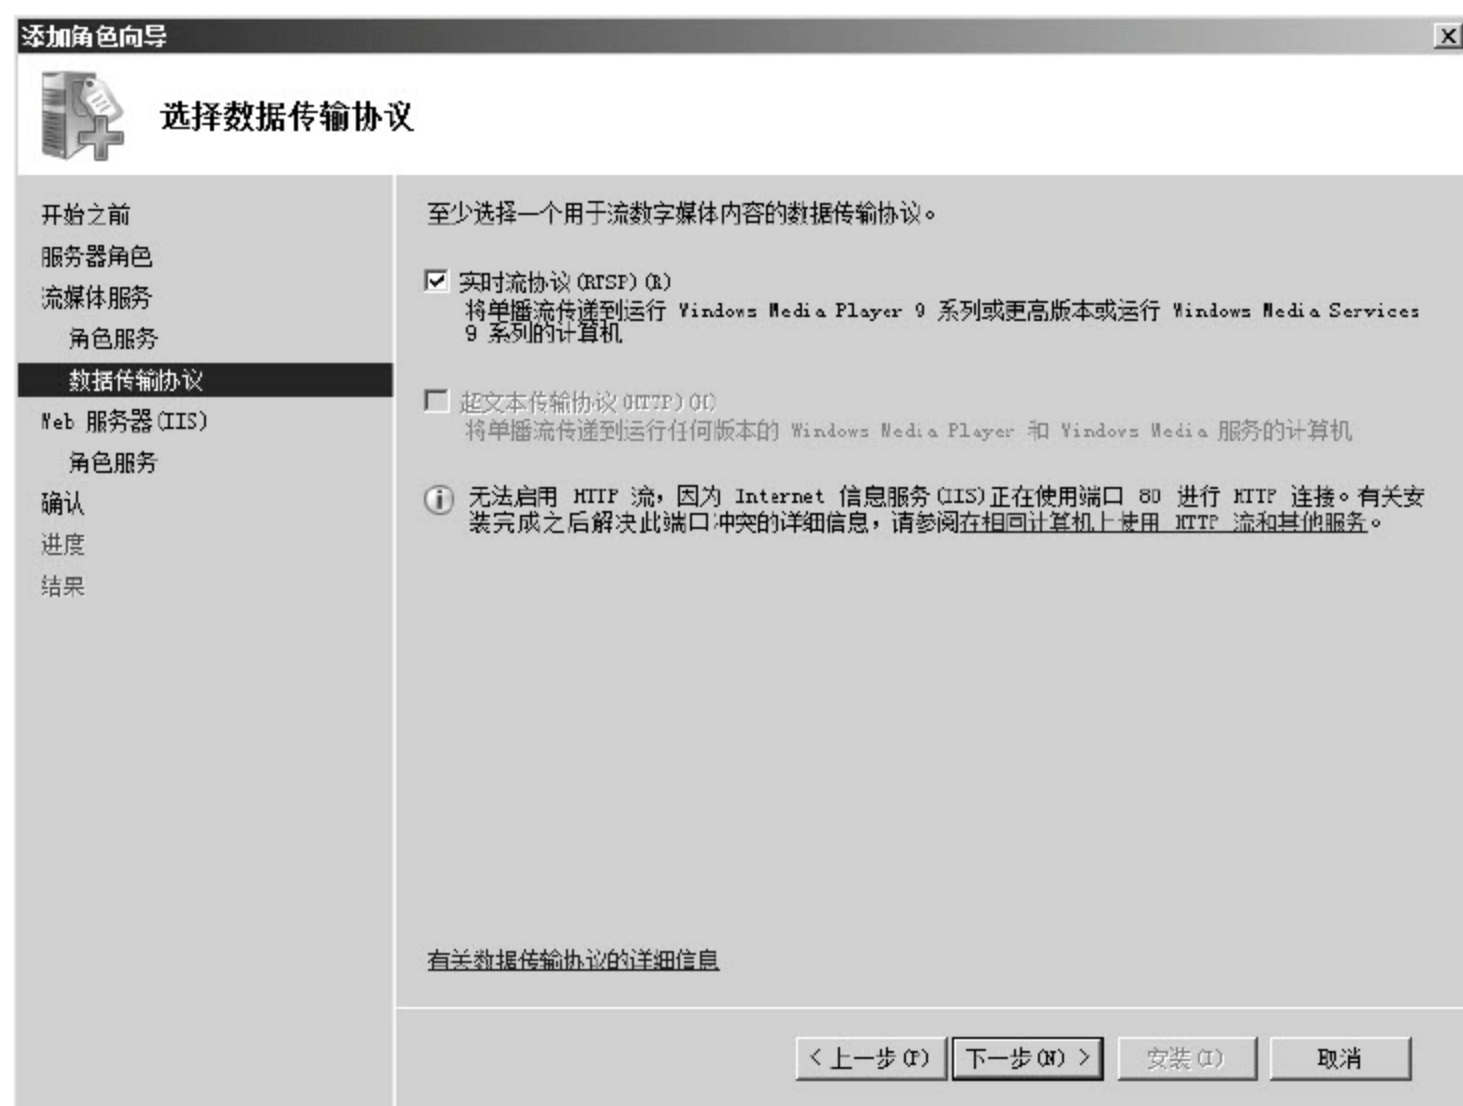 添加角色向导
选择数据传输协议
开始之前
服务器角色
流媒体服务
角色服务
数据传输协议
Web 服务器(IIS)
角色服务
确认
进度
结果
至少选择一个用于流数字媒体内容的数据传输协议。
实时流协议(RTSP)(R)
将单播流传递到运行 Windows Media Player 9 系列或更高版本或运行 Windows Media Services
9 系列的计算机
超文本传输协议(HTTP)(H)
将单播流传递到运行任何版本的 Windows Media Player 和 Windows Media 服务的计算机
无法启用 HTTP 流，因为 Internet 信息服务(IIS)正在使用端口 80 进行 HTTP 连接。有关安
装完成之后解决此端口冲突的详细信息，请参阅在相同计算机上使用 HTTP 流和其他服务。
有关数据传输协议的详细信息
< 上一步(P)
下一步(N) >
安装(I)
取消